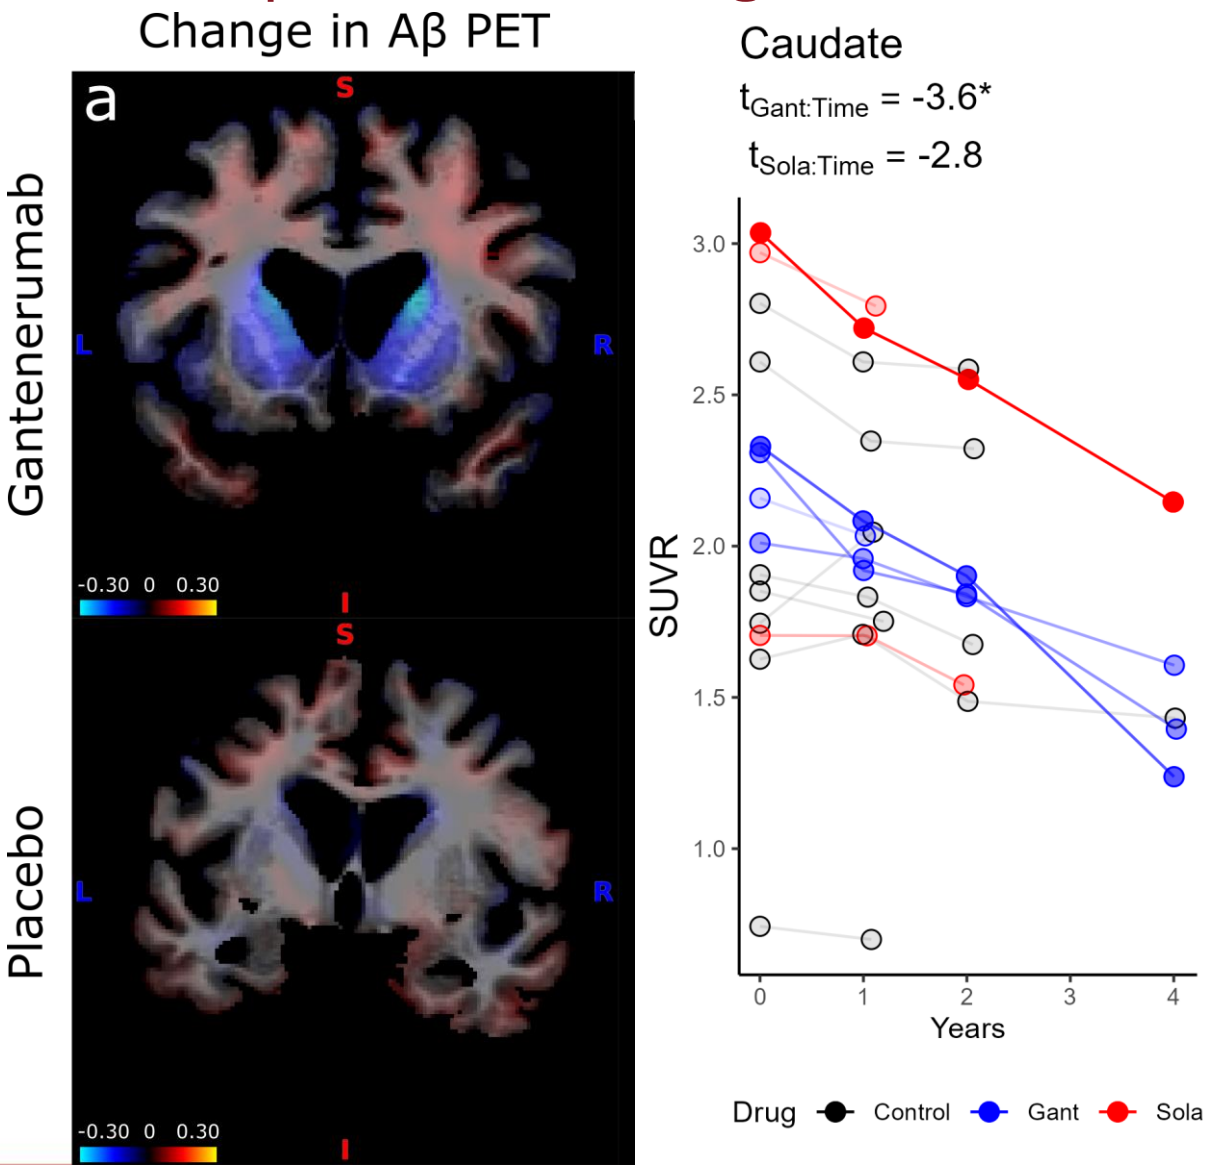 Change in Aβ PET
Gantenerumab
a
S
L
R
-0.30 0 0.30
I
Placebo
S
L
R
-0.30 0 0.30
I
Caudate
tGant:Time = -3.6*
tSola:Time = -2.8
SUVR
3.0
2.5
2.0
1.5
1.0
0 1 2 3 4
Years
Drug Control Gant Sola